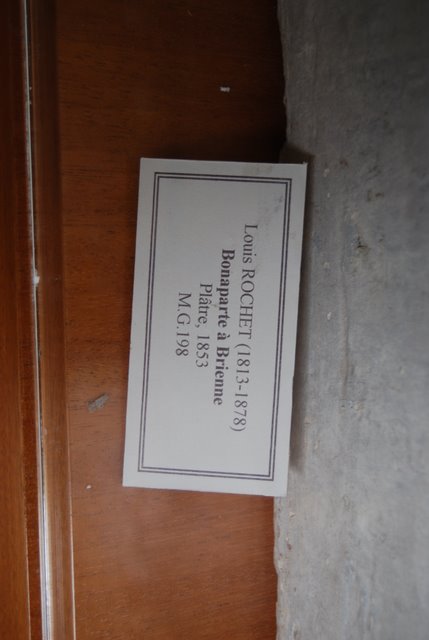 Louis ROCHET (1813-1878)
Bonaparte à Brienne
Plâtre, 1853
M.G.198